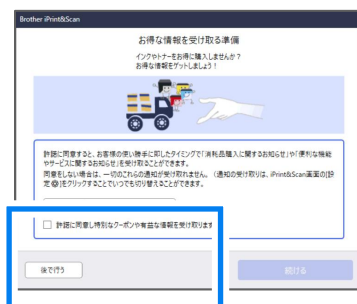 Brother iPrint&Scan
お得な情報を受け取る準備
インクやトナーをお得に購入しませんか？
お得な情報をゲットしましょう！
許諾に同意すると、お客様の使い勝手に即したタイミングで「消耗品購入に関するお知らせ」や「便利な機能
やサービスに関するお知らせ」を受け取ることができます。
同意をしない場合は、一切のこれらの通知が受け取れません。（通知の受け取りは、iPrint&Scan画面の[設
定 ]をクリックすることでいつでも切り替えることができます。
許諾に同意し特別なクーポンや有益な情報を受け取ります
後で行う
続ける